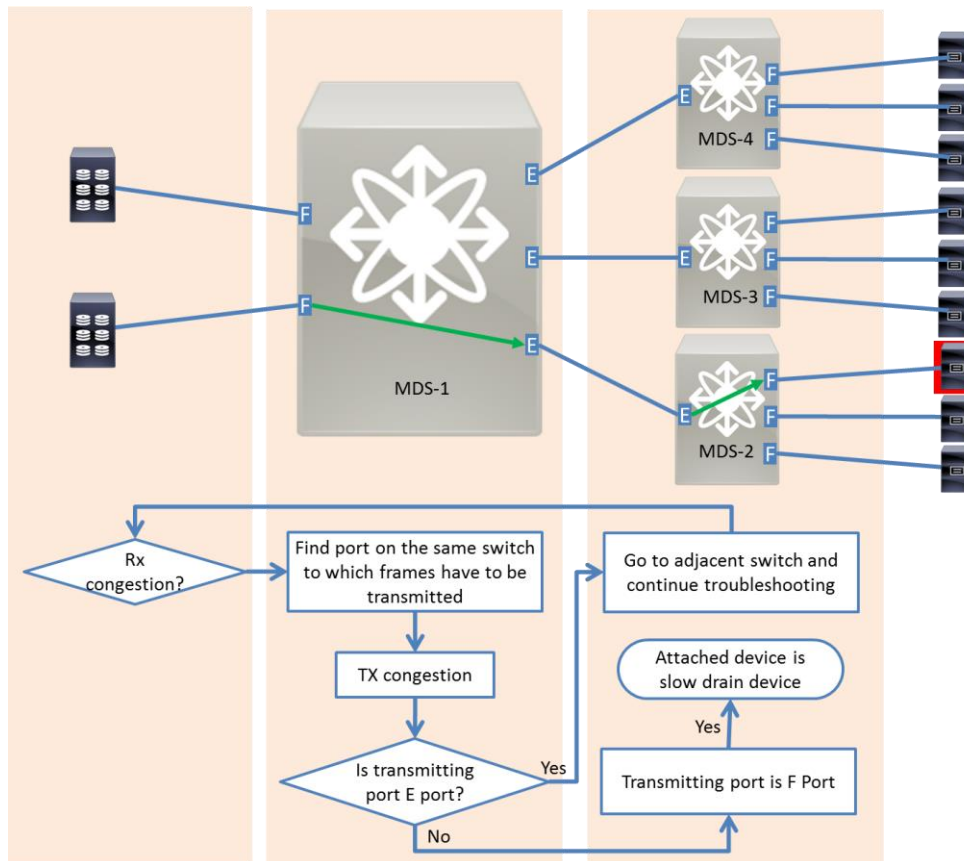 F
F
E
E
E
MDS-1
E
F
F
F
MDS-4
E
F
F
F
MDS-3
E
F
F
F
MDS-2
Rx
congestion?
Find port on the same switch
to which frames have to be
transmitted
TX congestion
Is transmitting
port E port?
Yes
No
Go to adjacent switch and
continue troubleshooting
Attached device is
slow drain device
Yes
Transmitting port is F Port